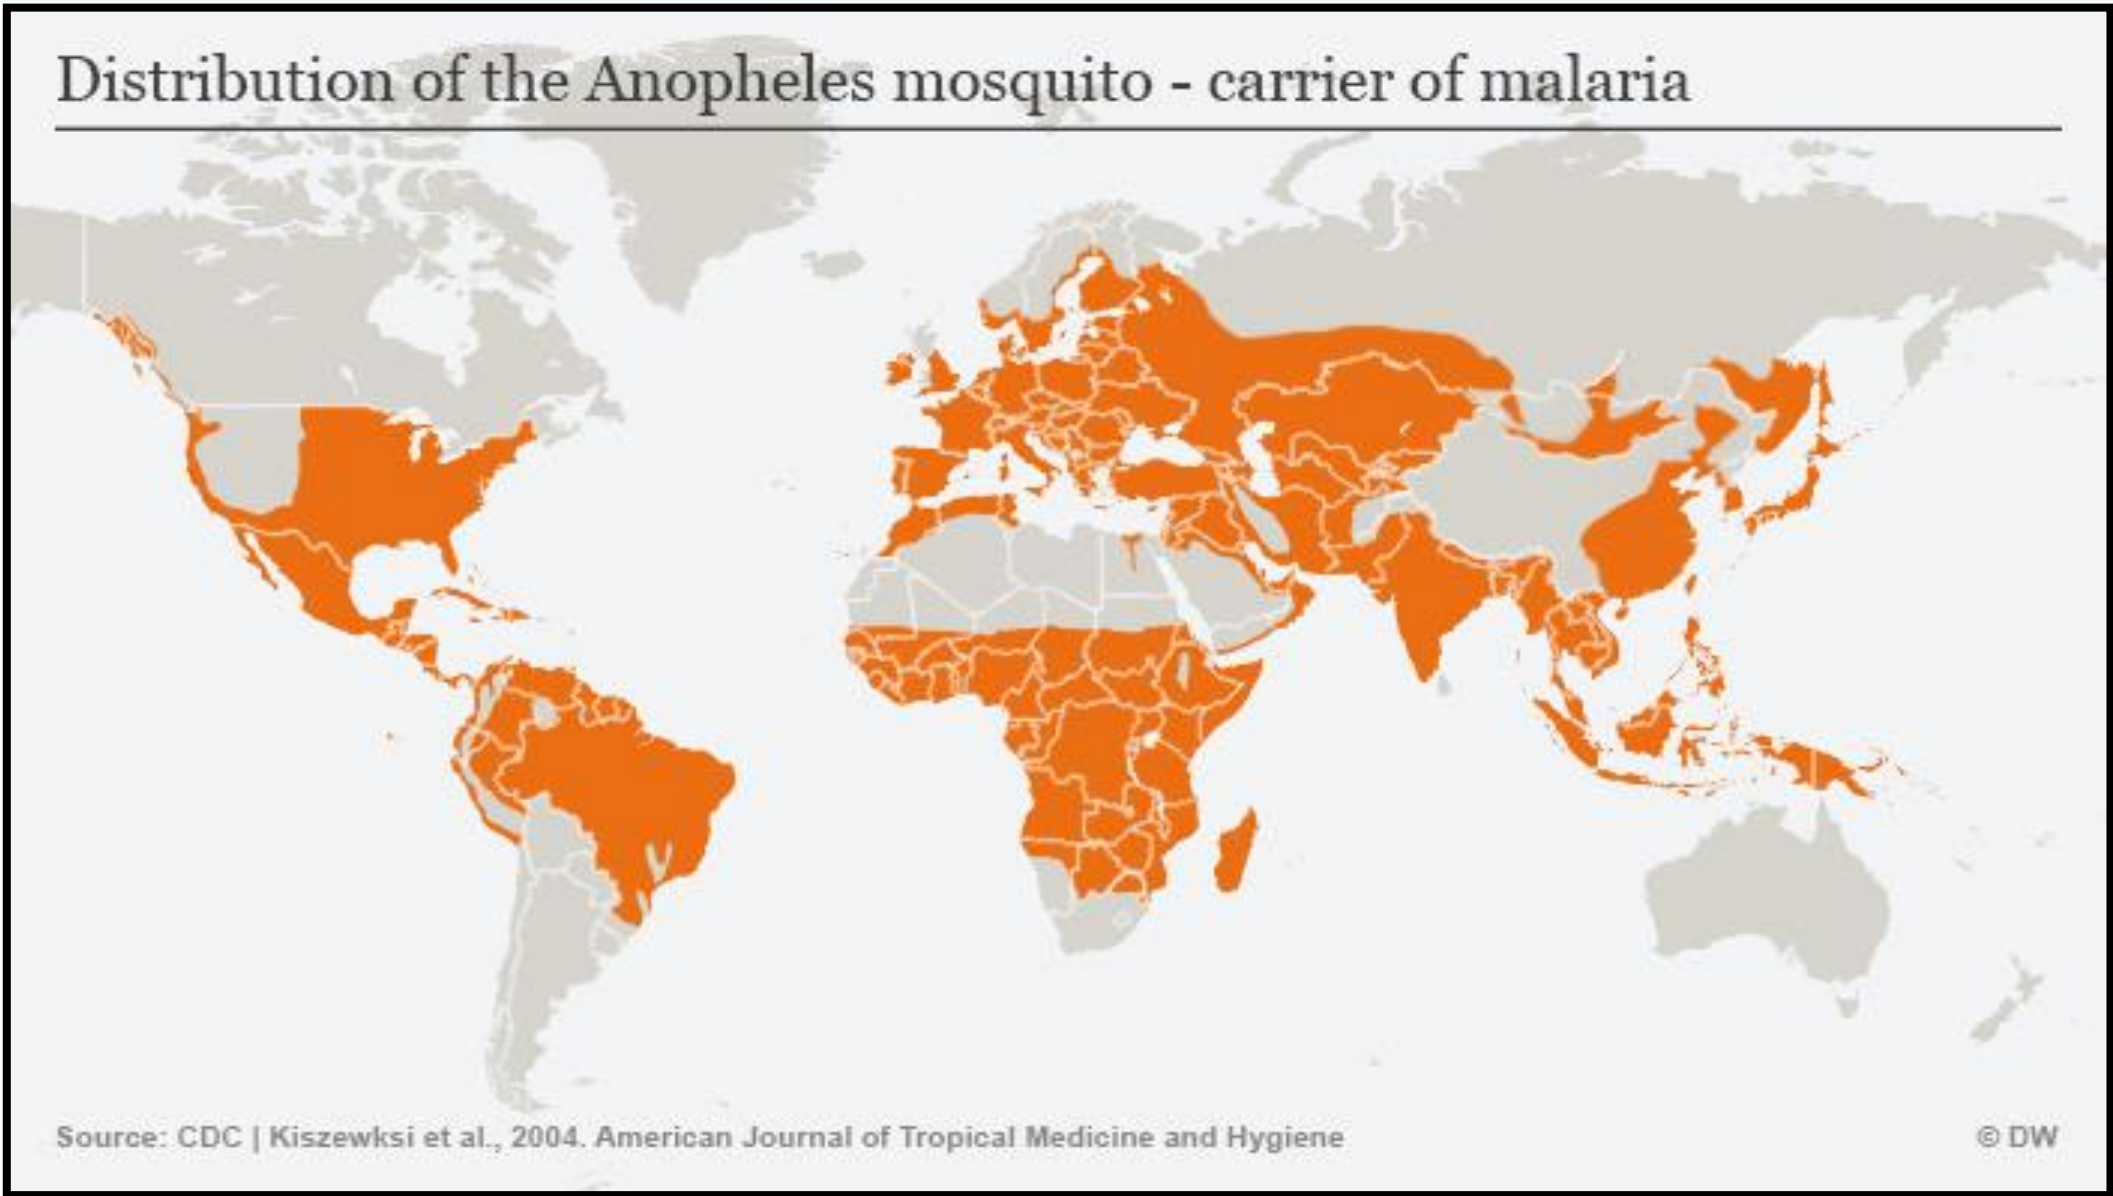 Distribution of the Anopheles mosquito - carrier of malaria
Source: CDC | Kiszewksi et al., 2004. American Journal of Tropical Medicine and Hygiene
© DW